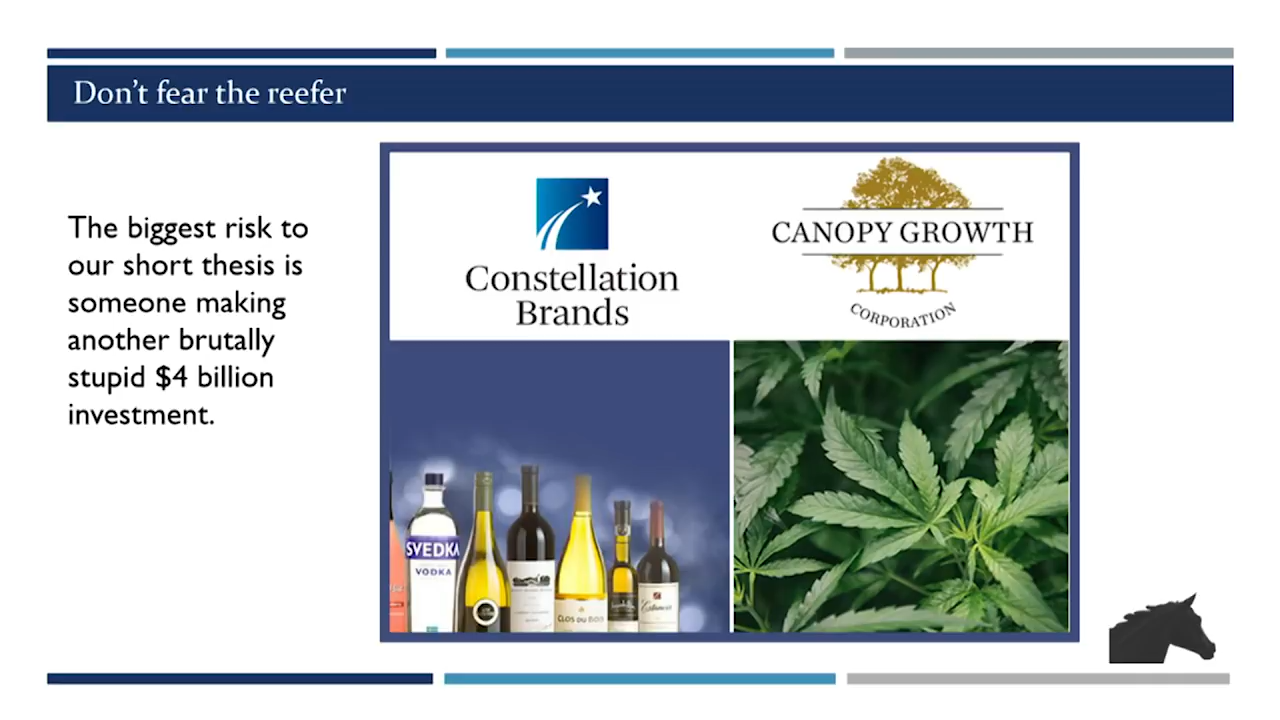 Don't fear the reefer
The biggest risk to
our short thesis is
someone making
another brutally
stupid $4 billion
investment.
Constellation
Brands
CANOPY GROWTH
CORPORATION
SVEDKA
VODKA
CLOS DU BOIS